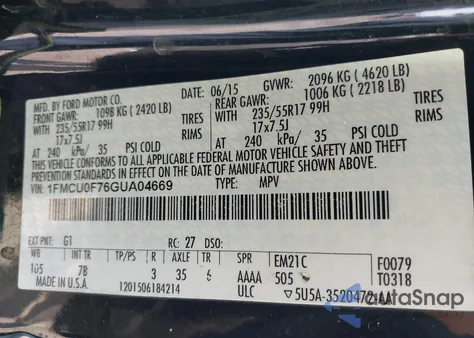 MFD. BY FORD MOTOR CO.
06/15 GVWR: 2096 KG ( 4620 LB)
FRONT GAWR: 1098 KG ( 2420 LB) REAR GAWR: 1006 KG ( 2218 LB)
WITH 235/55R17 99H TIRES WITH 235/55R17 99H TIRES
17x7.5J RIMS 17x7.5J RIMS
AT 240 kPa/ 35 PSI COLD AT 240 kPa/ 35 PSI COLD
THIS VEHICLE CONFORMS TO ALL APPLICABLE FEDERAL MOTOR VEHICLE SAFETY AND THEFT
PREVENTION STANDARDS IN EFFECT ON THE DATE OF MANUFACTURE SHOWN ABOVE.
VIN: 1FMCU0F76GUA04669 TYPE: MPV
EXT PNT: G1 RC: 27 DSO:
WB INT TR TP/PS R AXLE TR SPR EM21C F0079
105 7B 3 35 6 AAAA 505 T0318
MADE IN U.S.A. 1201506184214 ULC 5U5A-3520472-AA
AutoSnap